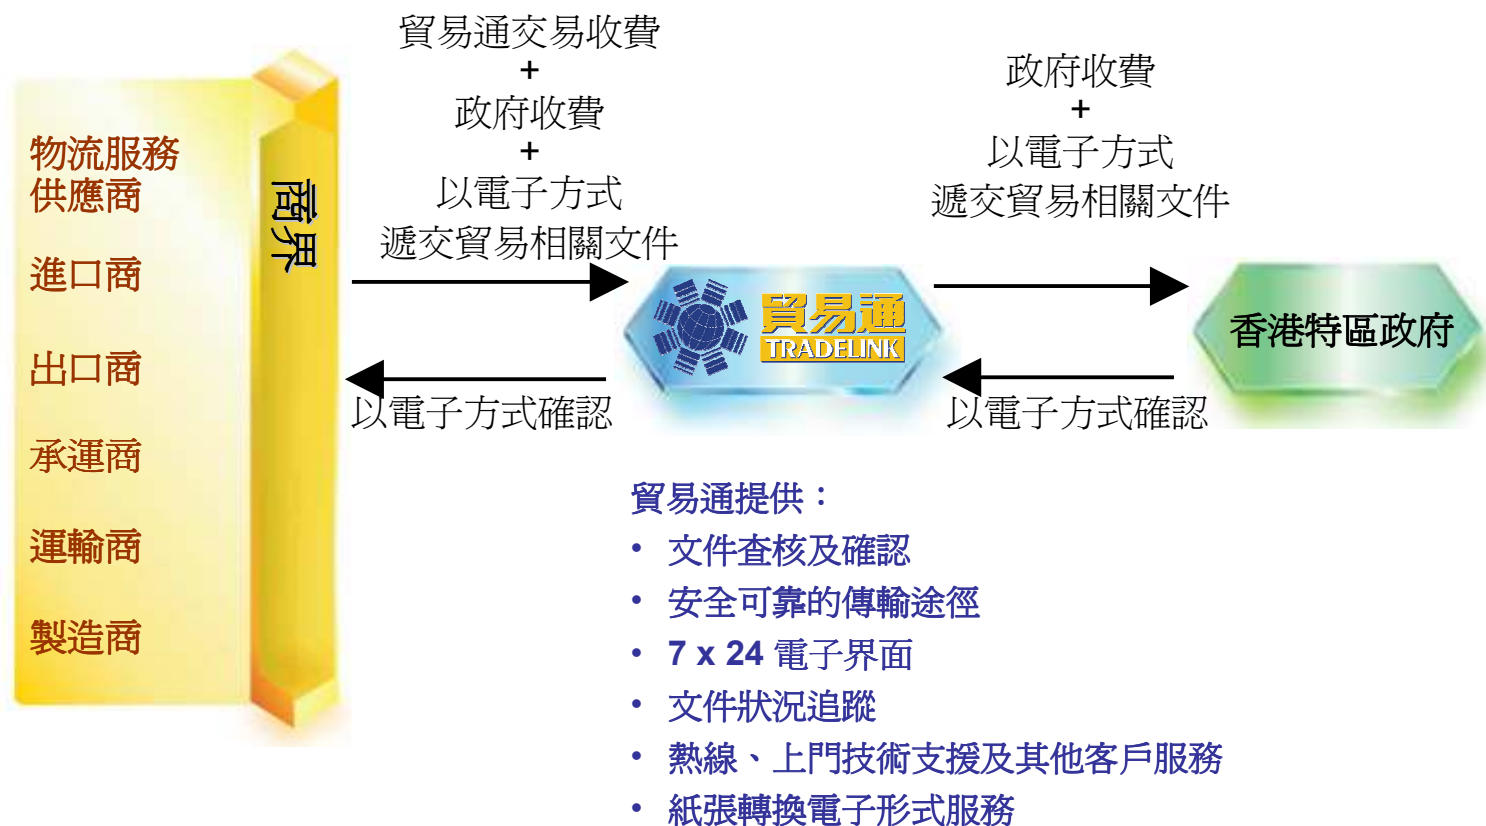 貿易通交易收費
+
政府收費
+
以電子方式
遞交貿易相關文件
政府收費
+
以電子方式
遞交貿易相關文件
物流服務
供應商
進口商
出口商
承運商
運輸商
製造商
商界
貿易通
TRADELINK
香港特區政府
以電子方式確認
以電子方式確認
貿易通提供：
• 文件查核及確認
• 安全可靠的傳輸途徑
• 7 x 24 電子界面
• 文件狀況追蹤
• 熱線、上門技術支援及其他客戶服務
• 紙張轉換電子形式服務